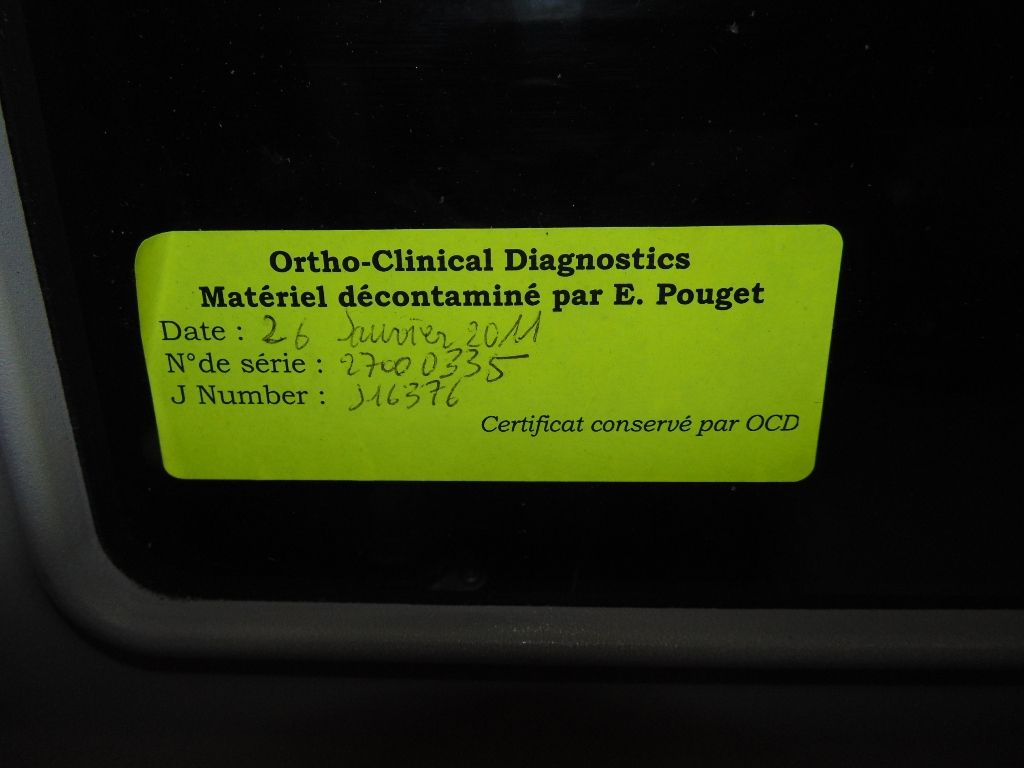 Ortho-Clinical Diagnostics
Matériel décontaminé par E. Pouget
Date : 26 Janvier 2011
N°de série : 27000335
J Number : J16376
Certificat conservé par OCD